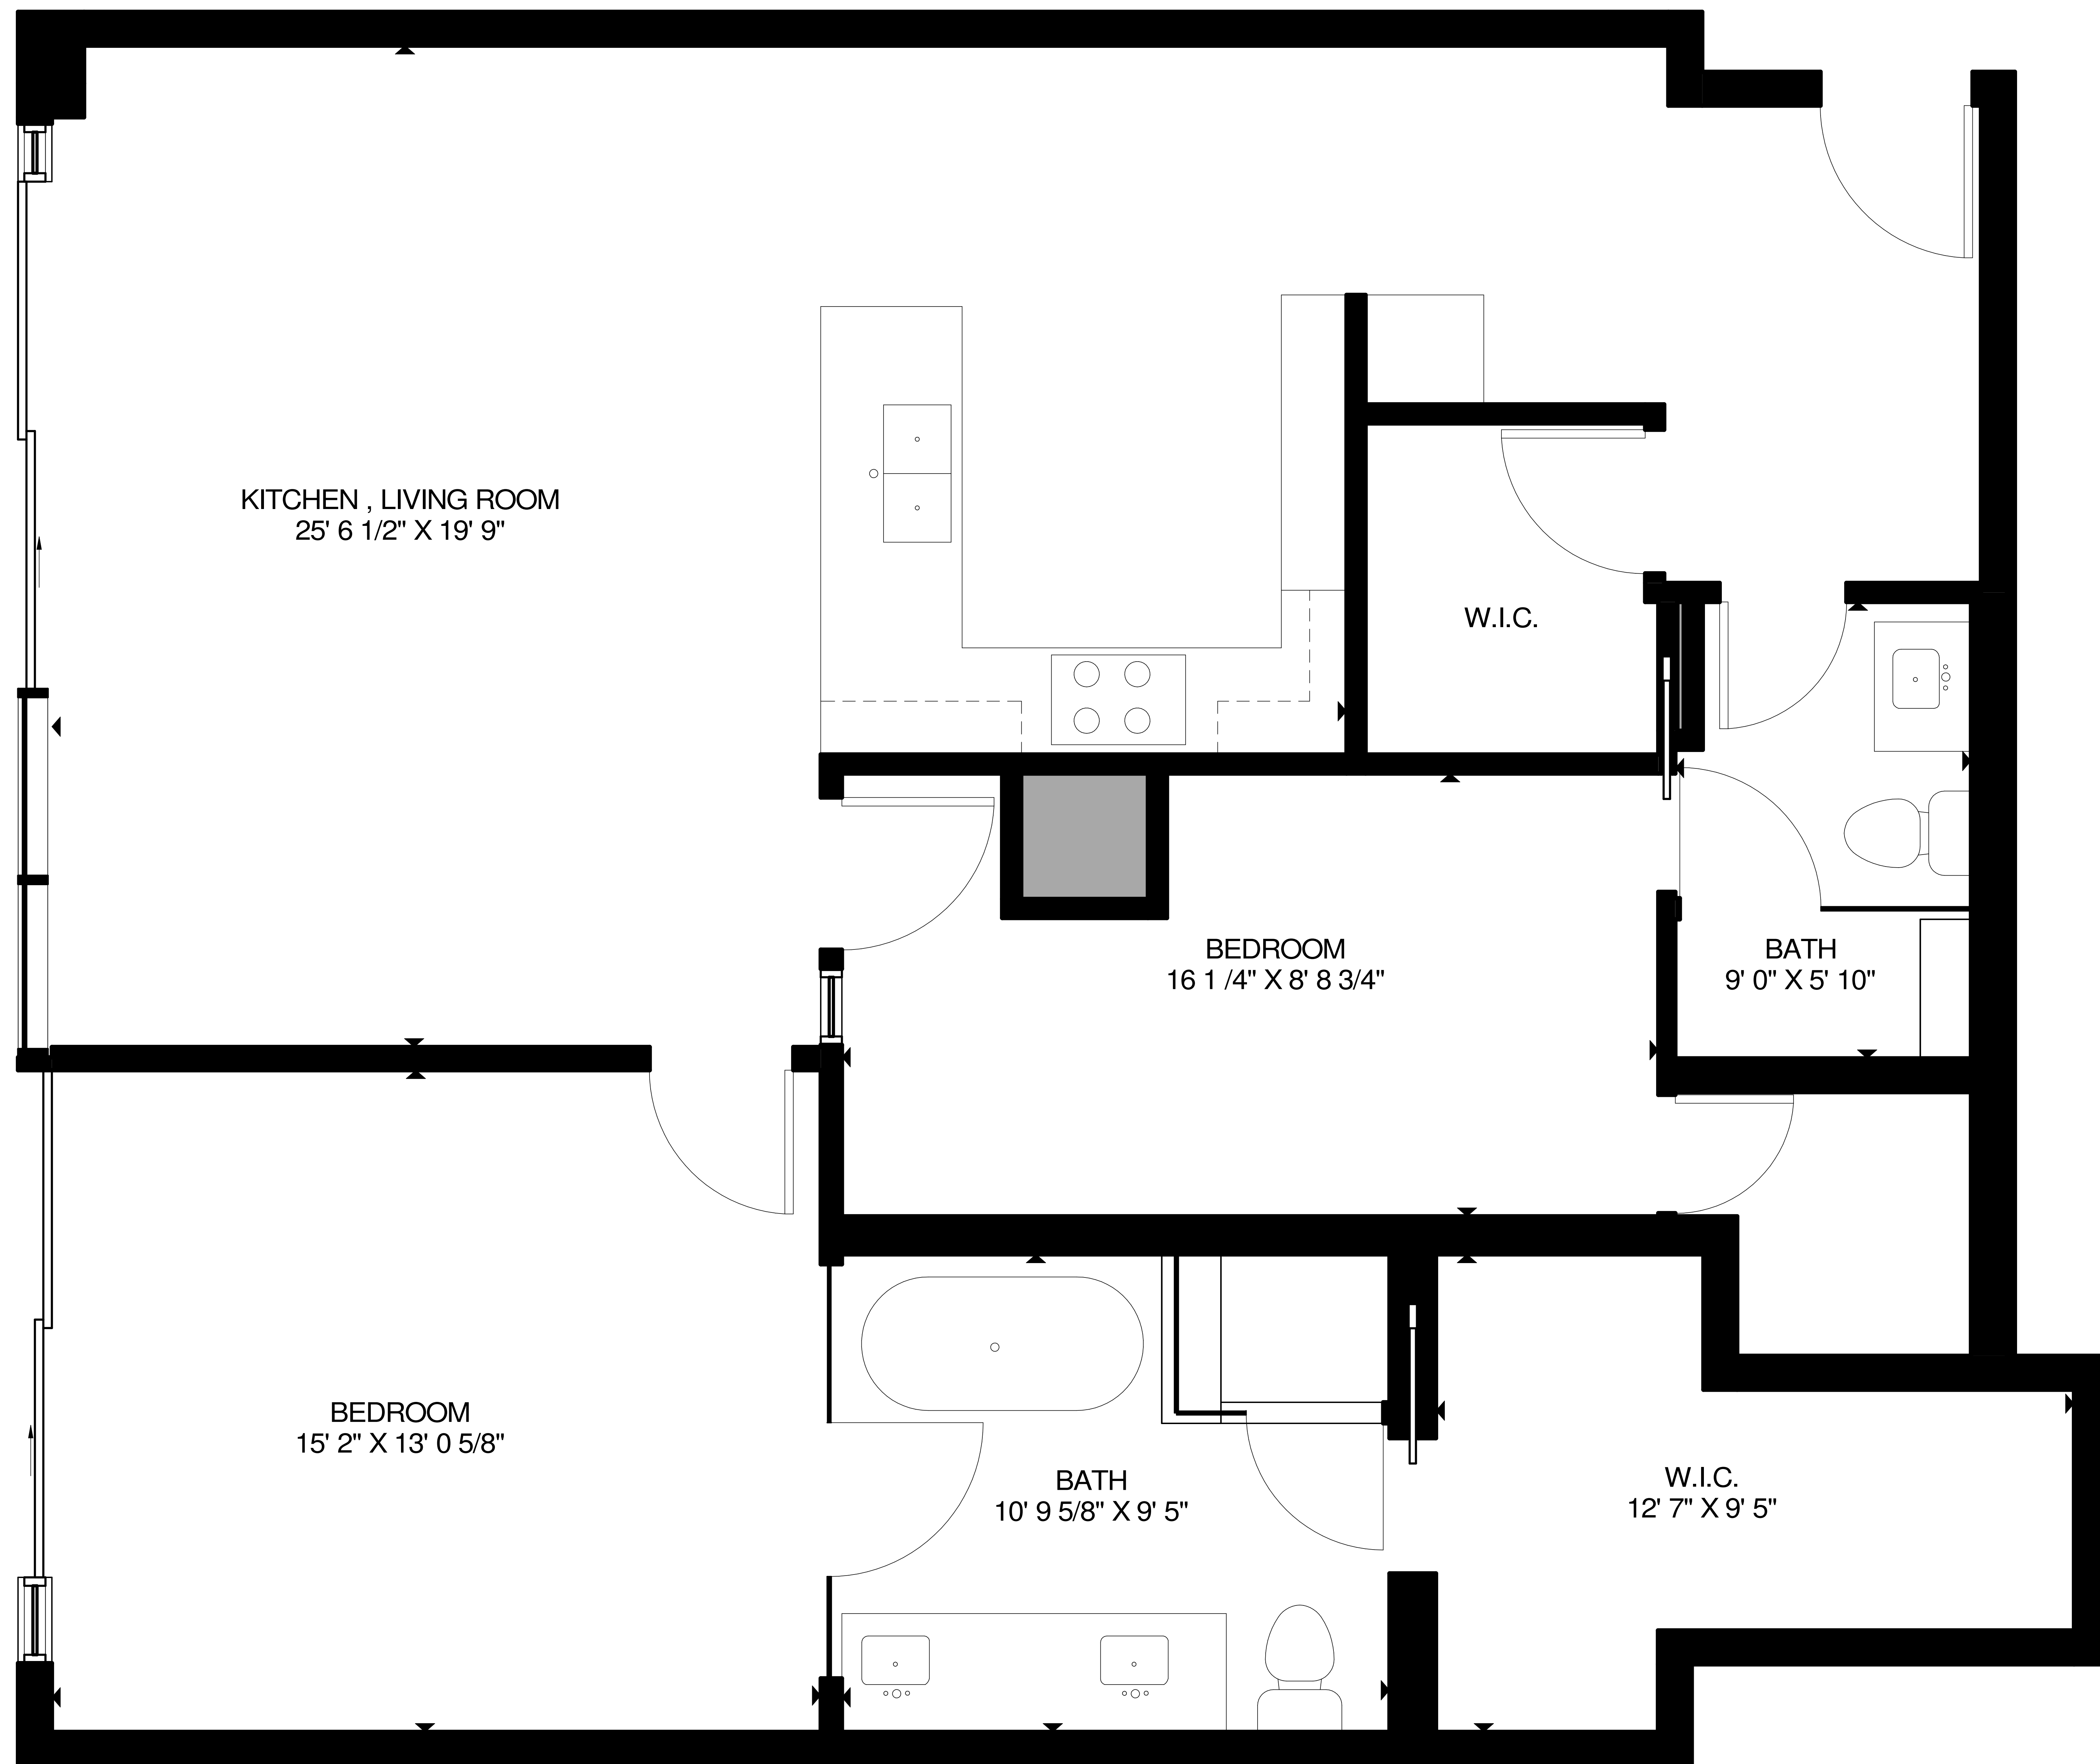 KITCHEN , LIVING ROOM
25' 6 1/2" X 19' 9"
W.I.C.
BEDROOM
16 1 /4" X 8' 8 3/4"
BATH
9' 0" X 5' 10"
BEDROOM
15' 2" X 13' 0 5/8"
BATH
10' 9 5/8" X 9' 5"
W.I.C.
12' 7" X 9' 5"